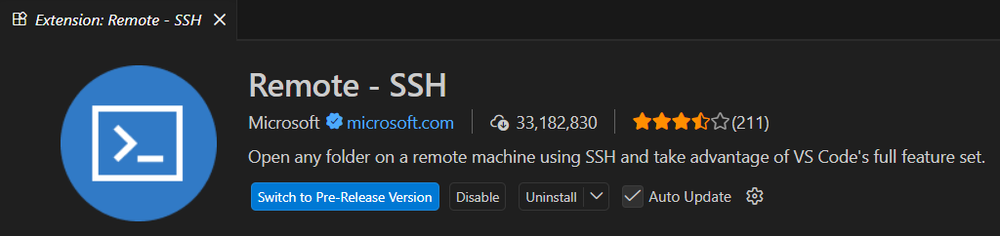 Extension: Remote - SSH
Remote - SSH
Microsoft microsoft.com 33,182,830 (211)
Open any folder on a remote machine using SSH and take advantage of VS Code's full feature set.
Switch to Pre-Release Version Disable Uninstall Auto Update